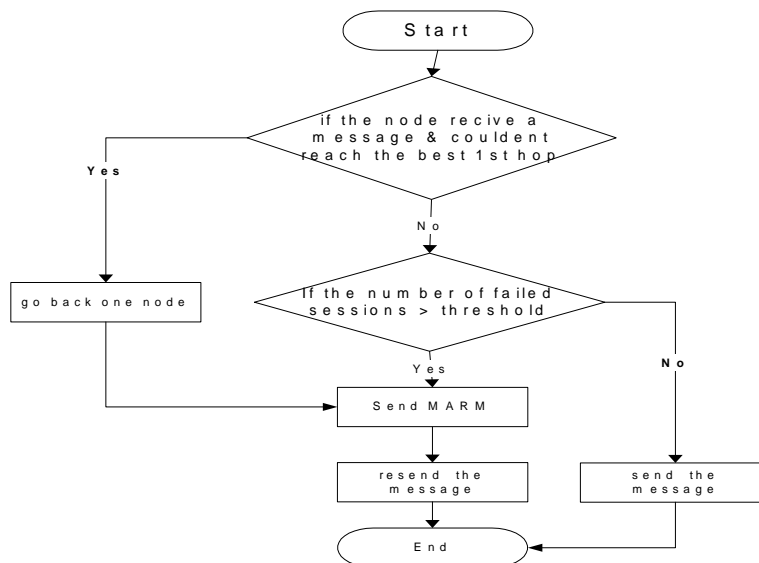 Start
if the node recive a
message & couldent
reach the best 1st hop
Yes
No
go back one node
If the number of failed
sessions > threshold
Yes
No
Send MARM
resend the
message
send the
message
End